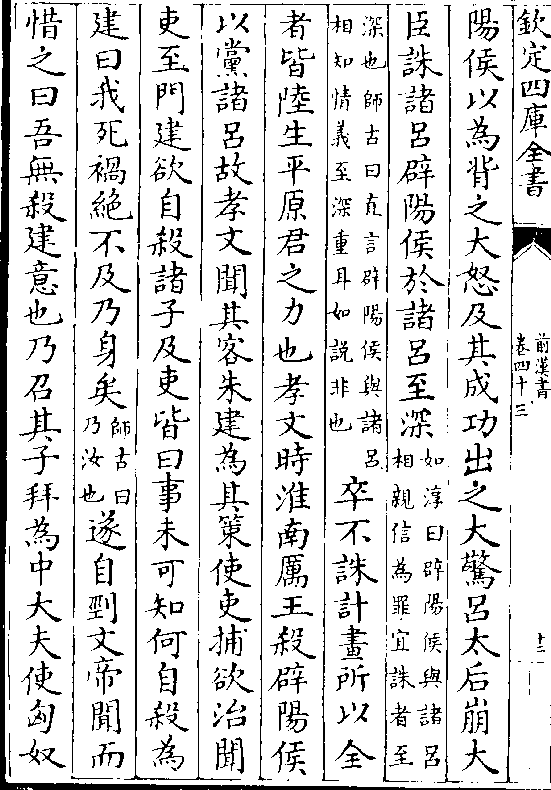 欽定四庫全書
前漢書
卷四十三
十三
陽侯以為背之大怒及其成功出之大驚吕太后崩大
臣誅諸吕辟陽侯於諸吕至深如淳曰辟陽侯與諸吕
相親信為罪宜誅者至
深也師古曰直言辟陽侯與諸吕
相知情義至深重耳如説非也
卒不誅計畫所以全
者皆陸生平原君之力也孝文時淮南厲王殺辟陽侯
以黨諸吕故孝文聞其客朱建為其策使吏捕欲治聞
吏至門建欲自殺諸子及吏皆曰事未可知何自殺為
建曰我死禍絶不及乃身矣師古曰
乃汝也
遂自剄文帝聞而
惜之曰吾無殺建意也乃召其子拜為中大夫使匈奴